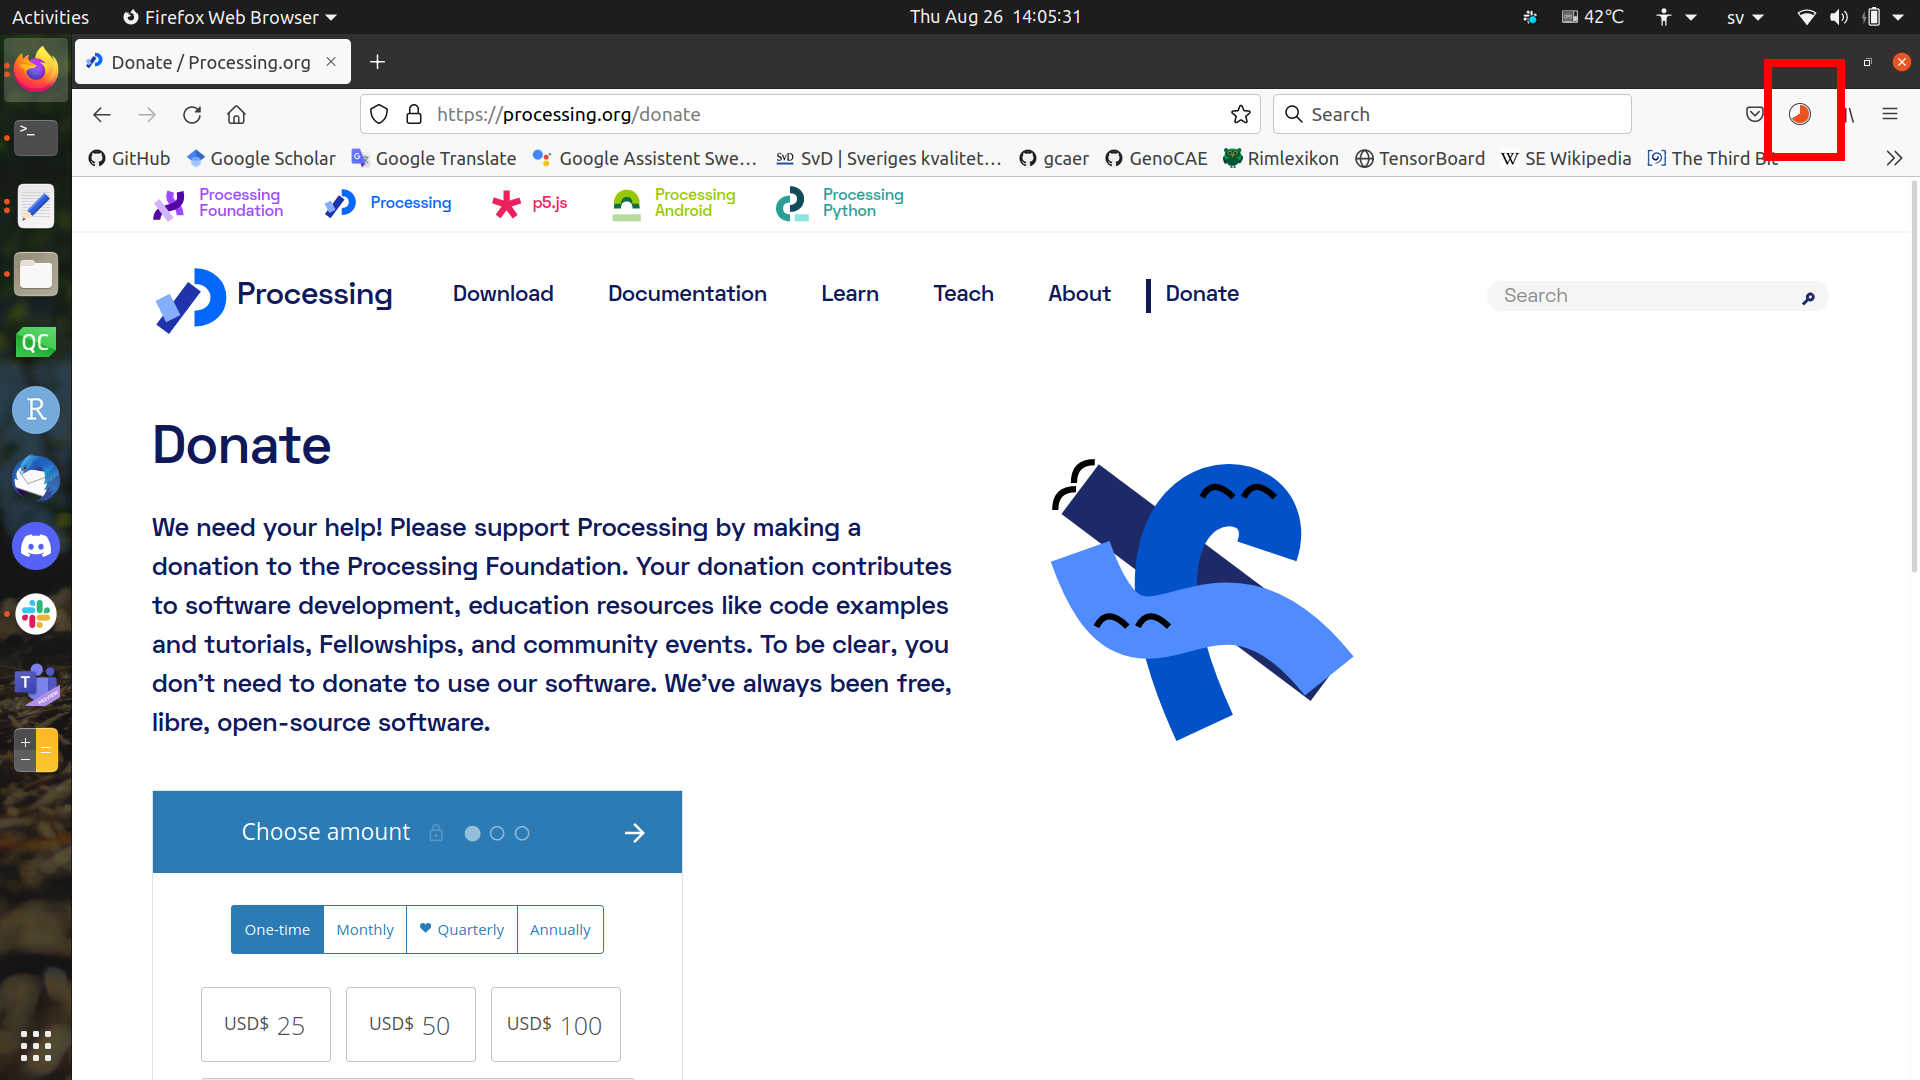 Activities
Firefox Web Browser
Thu Aug 26 14:05:31
42°C
sv
Donate / Processing.org
https://processing.org/donate
Search
GitHub
Google Scholar
Google Translate
Google Assistent Swe…
SvD
SvD | Sveriges kvalitet…
gcaer
GenoCAE
Rimlexikon
TensorBoard
W
SE Wikipedia
The Third Bit
Processing
Foundation
Processing
p5.js
Processing
Android
Processing
Python
QC
R
T
PREVIEW
Processing
Download
Documentation
Learn
Teach
About
Donate
Search
Donate
We need your help! Please support Processing by making a
donation to the Processing Foundation. Your donation contributes
to software development, education resources like code examples
and tutorials, Fellowships, and community events. To be clear, you
don’t need to donate to use our software. We’ve always been free,
libre, open-source software.
Choose amount
One-time
Monthly
Quarterly
Annually
USD$ 25
USD$ 50
USD$ 100